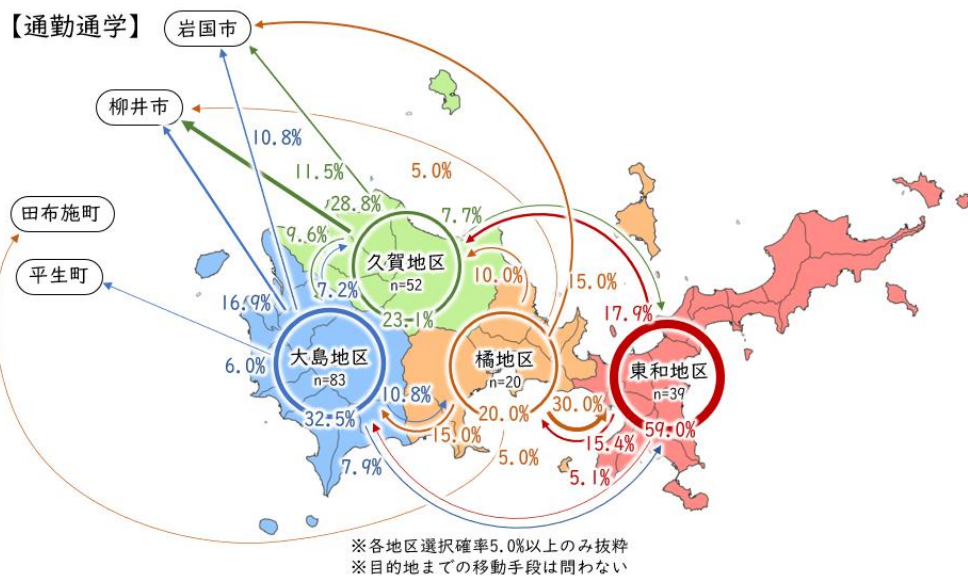 【通勤通学】
岩国市
柳井市
10.8%
11.5%
5.0%
28.8%
田布施町
9.6%
7.7%
久賀地区
n=52
平生町
7.2%
10.0%
15.0%
16.9%
23.1%
17.9%
大島地区
n=83
橘地区
n=20
東和地区
n=39
6.0%
10.8%
32.5%
20.0%
30.0%
59.0%
15.0%
15.4%
7.9%
5.0%
5.1%
※各地区選択確率5.0%以上のみ抜粋
※目的地までの移動手段は問わない